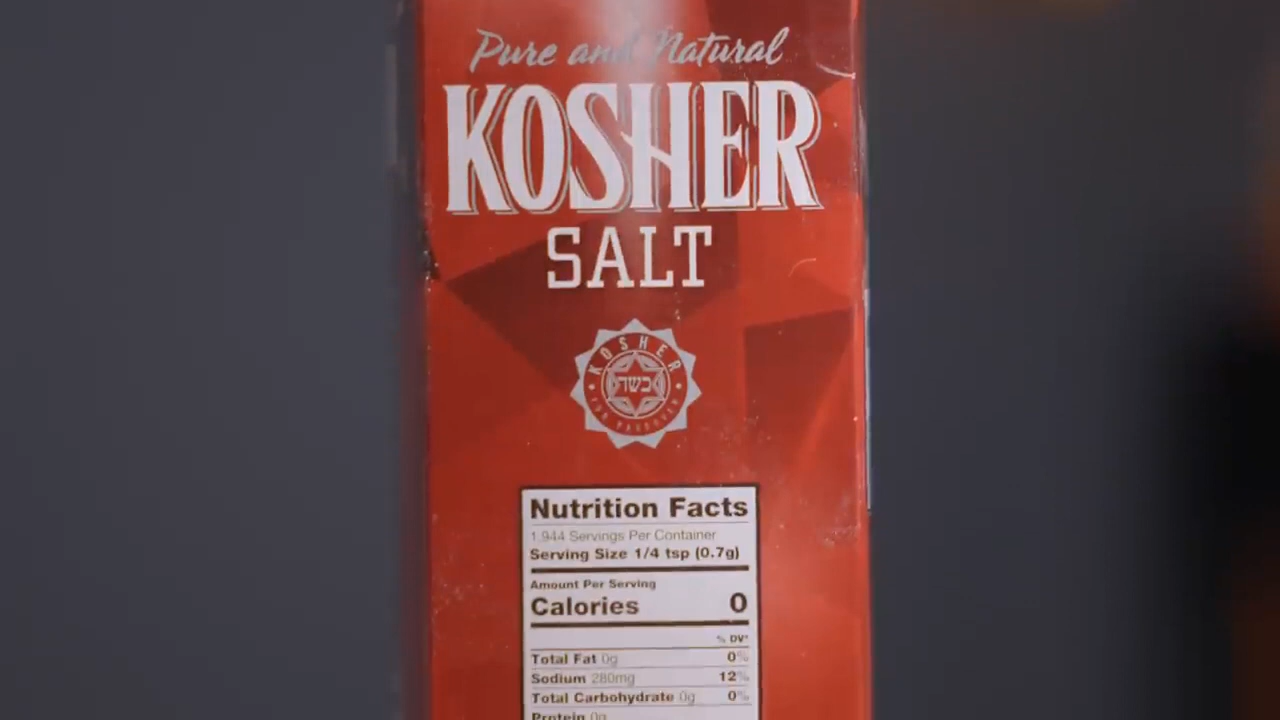 Pure and Natural
KOSHER
SALT
KOSHER
כשר
FOR PASSOVER
Nutrition Facts
1,944 Servings Per Container
Serving Size 1/4 tsp (0.7g)
Amount Per Serving
Calories 0
% DV*
Total Fat 0g 0%
Sodium 280mg 12%
Total Carbohydrate 0g 0%
Protein 0g